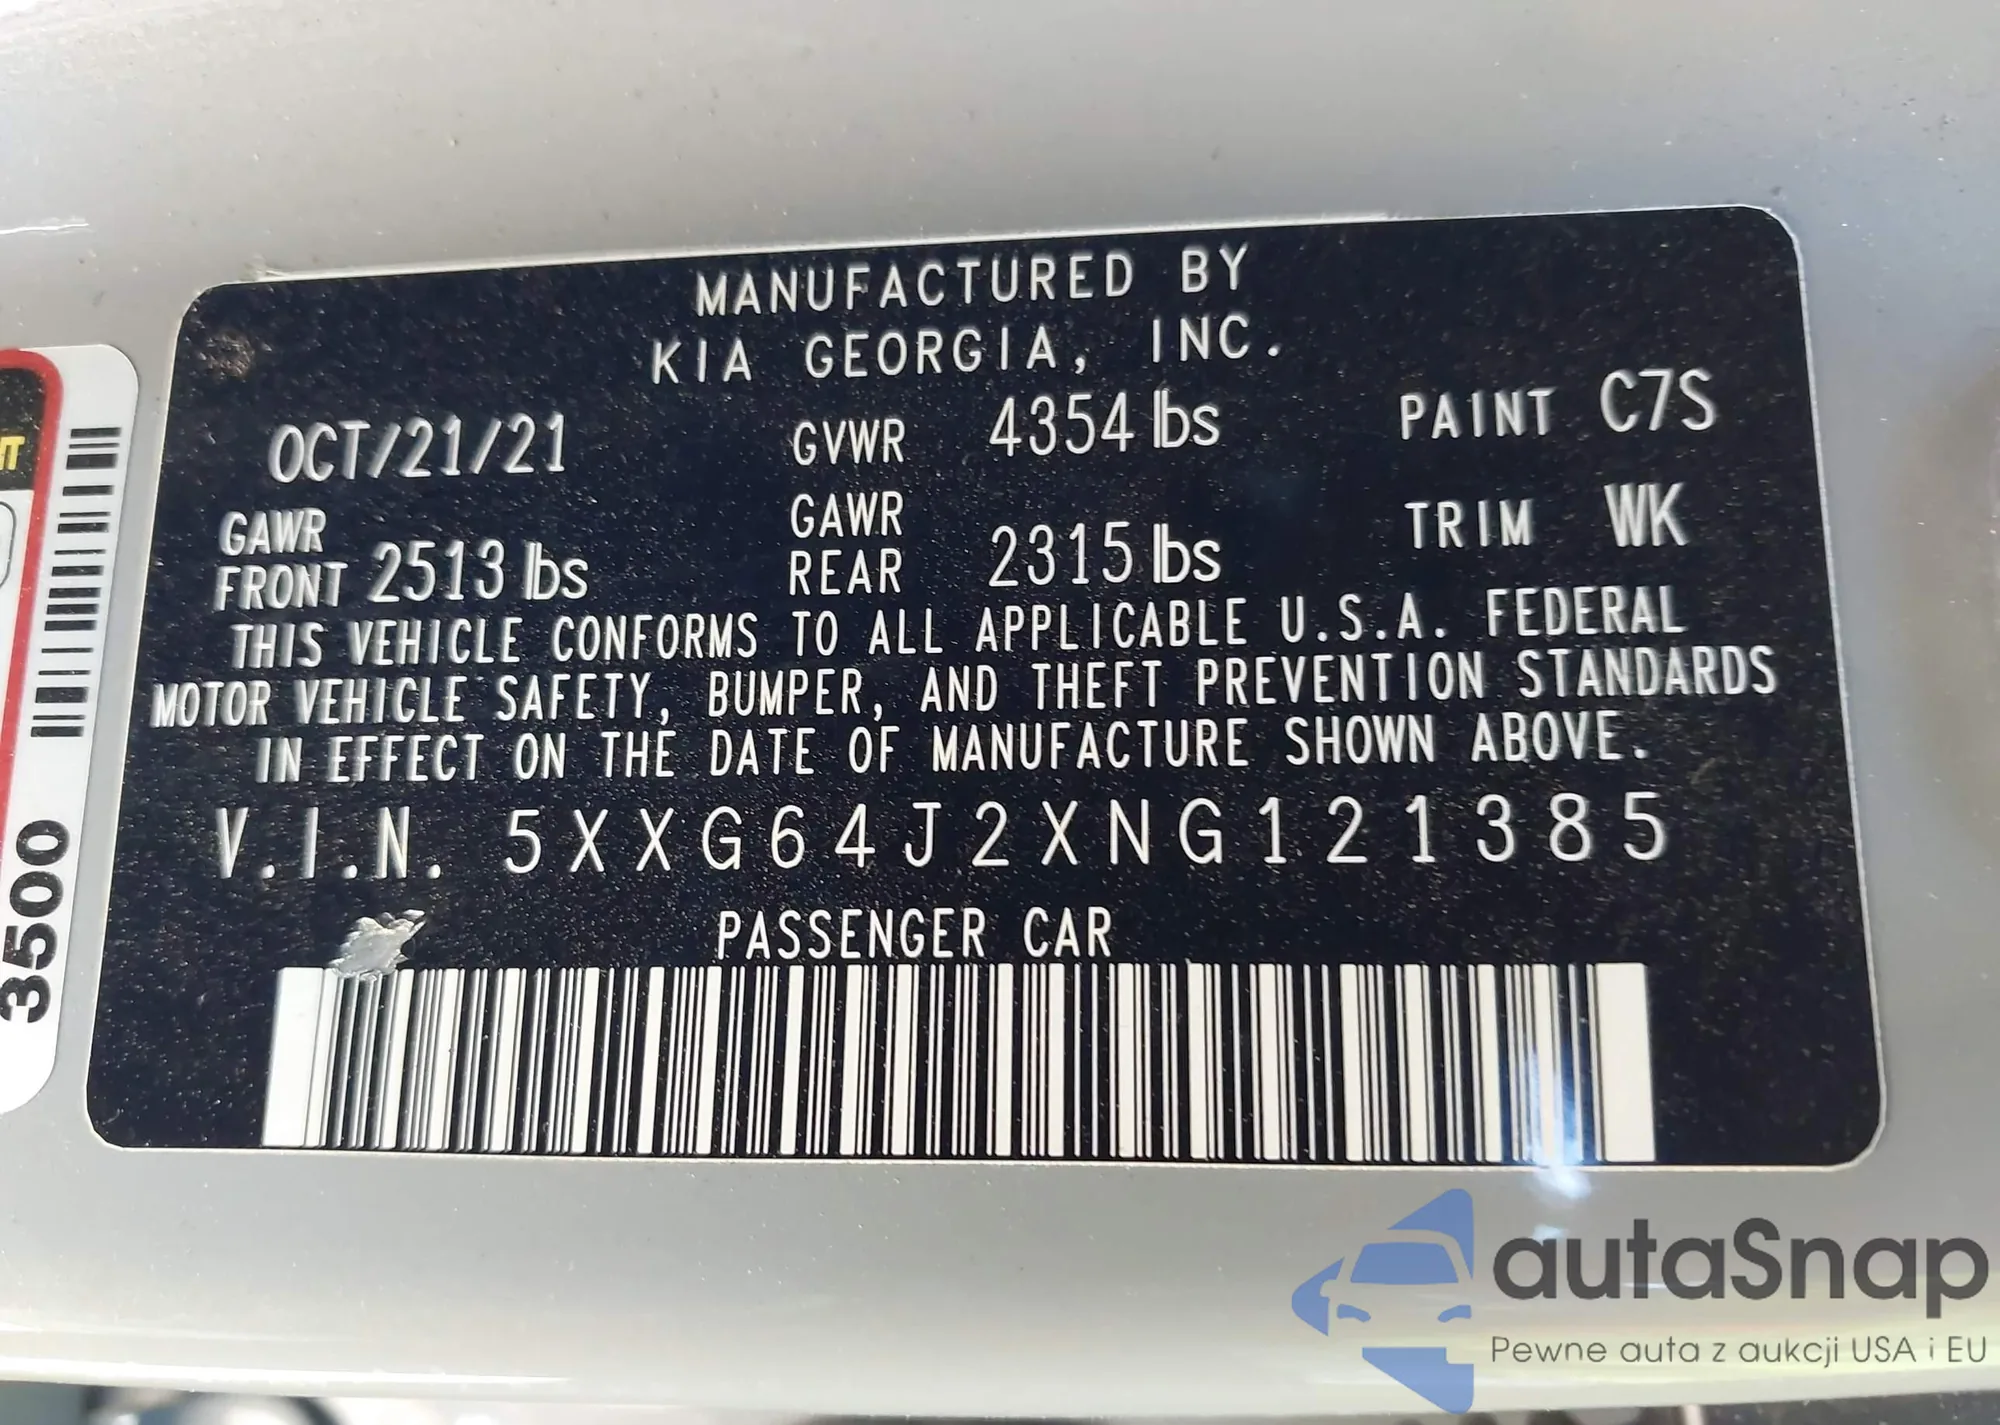 MANUFACTURED BY
KIA GEORGIA, INC.
OCT/21/21 GVWR 4354 lbs PAINT C7S
GAWR FRONT 2513 lbs GAWR REAR 2315 lbs TRIM WK
THIS VEHICLE CONFORMS TO ALL APPLICABLE U.S.A. FEDERAL
MOTOR VEHICLE SAFETY, BUMPER, AND THEFT PREVENTION STANDARDS
IN EFFECT ON THE DATE OF MANUFACTURE SHOWN ABOVE.
V.I.N. 5XXG64J2XNG121385
PASSENGER CAR
3500
autaSnap
Pewne auta z aukcji USA i EU